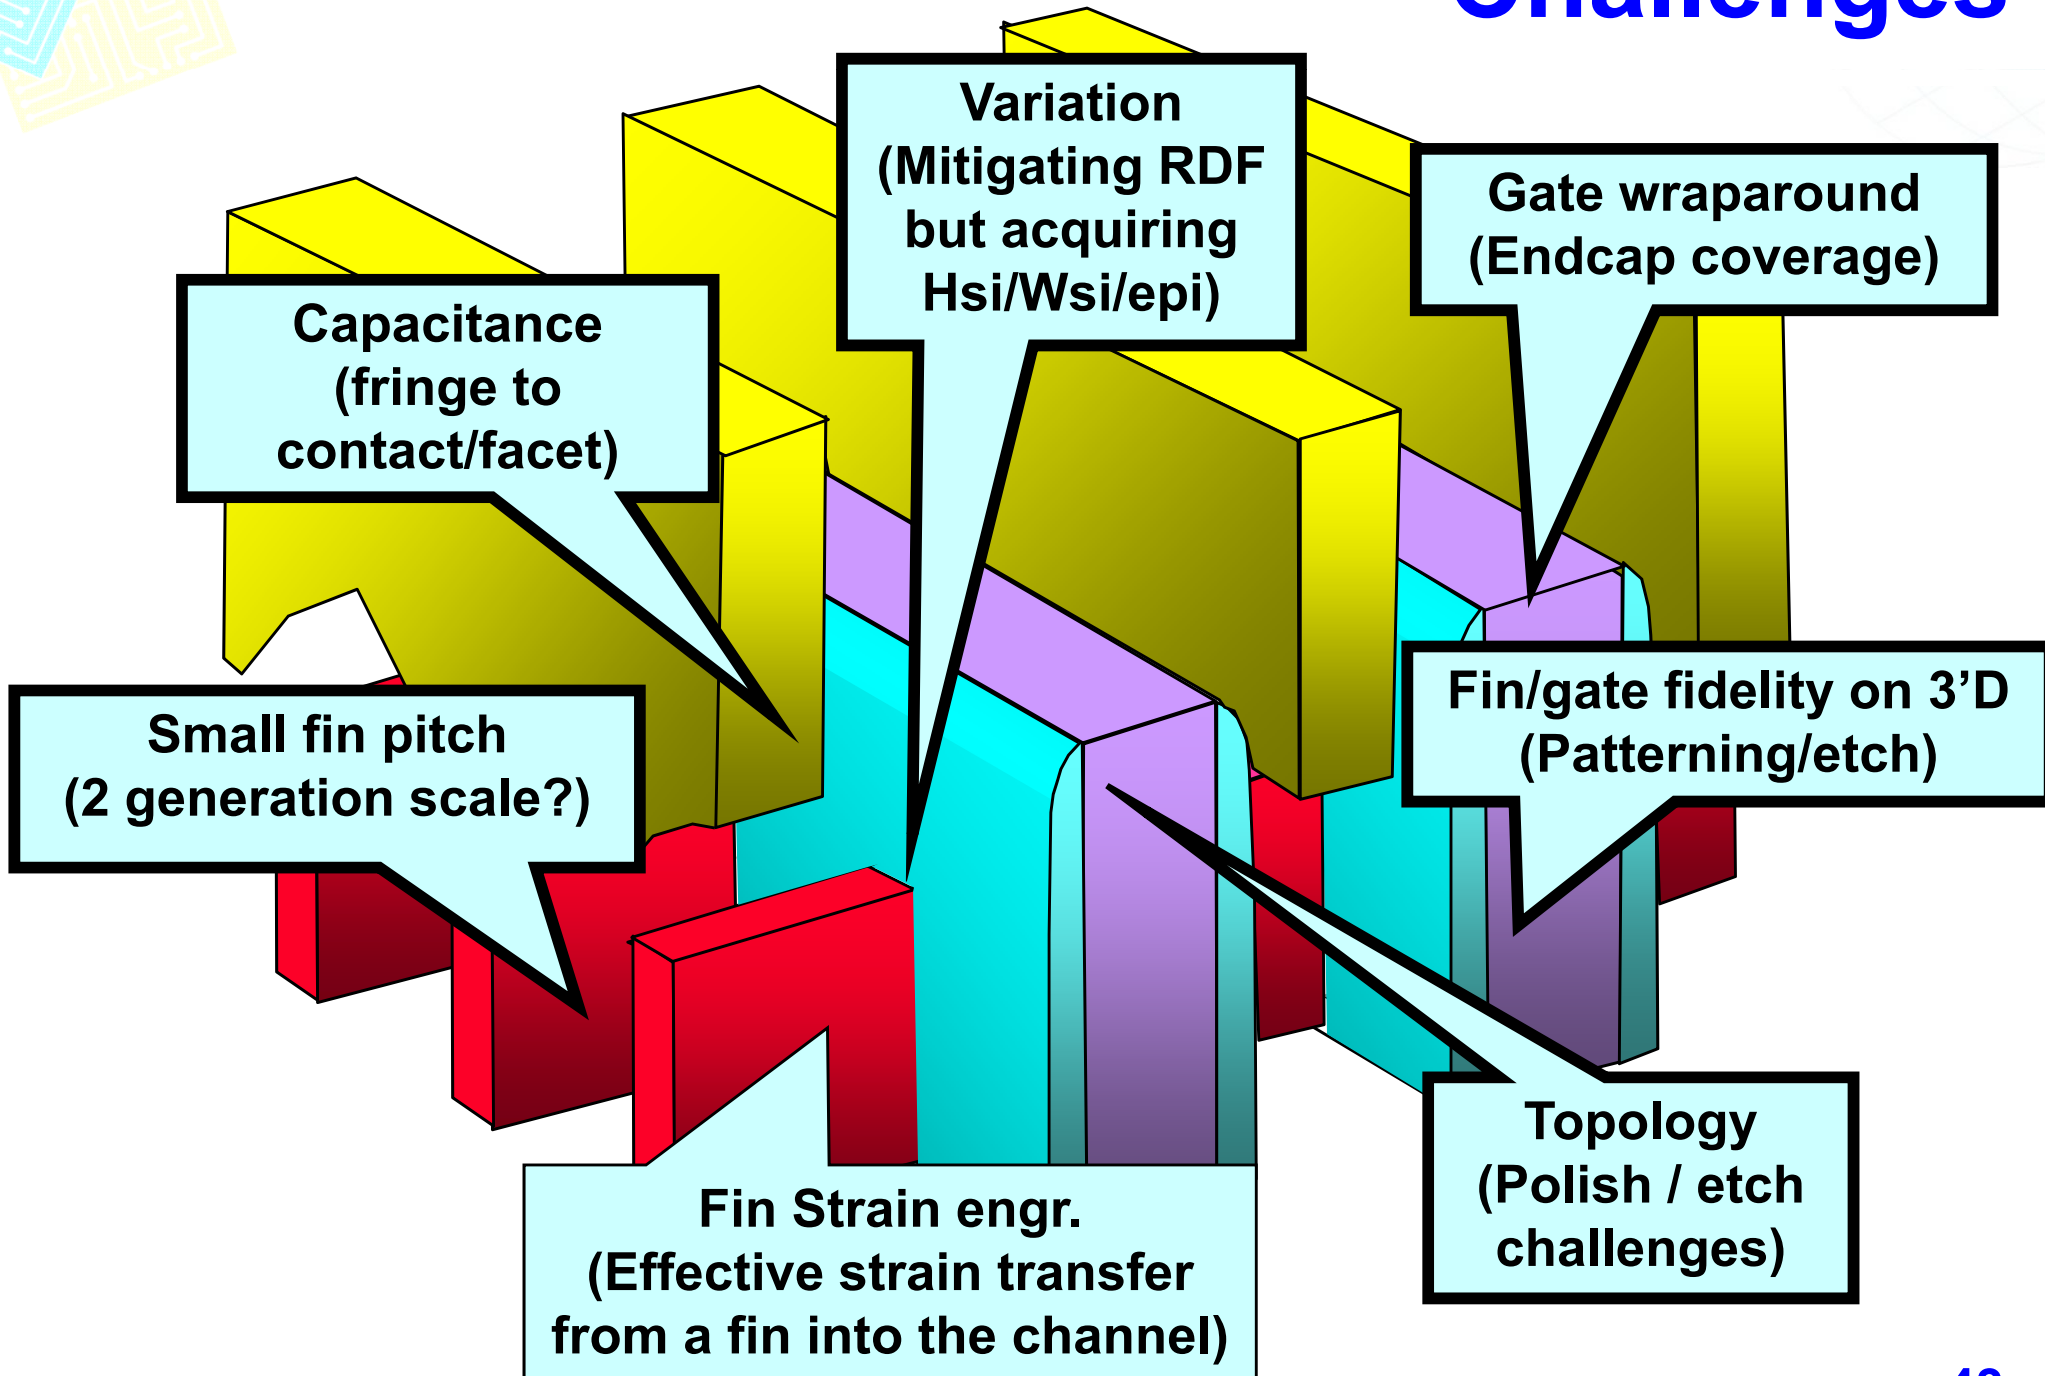 Challenges
Variation
(Mitigating RDF
but acquiring
Hsi/Wsi/epi)
Gate wraparound
(Endcap coverage)
Capacitance
(fringe to
contact/facet)
Fin/gate fidelity on 3’D
(Patterning/etch)
Small fin pitch
(2 generation scale?)
Topology
(Polish / etch
challenges)
Fin Strain engr.
(Effective strain transfer
from a fin into the channel)